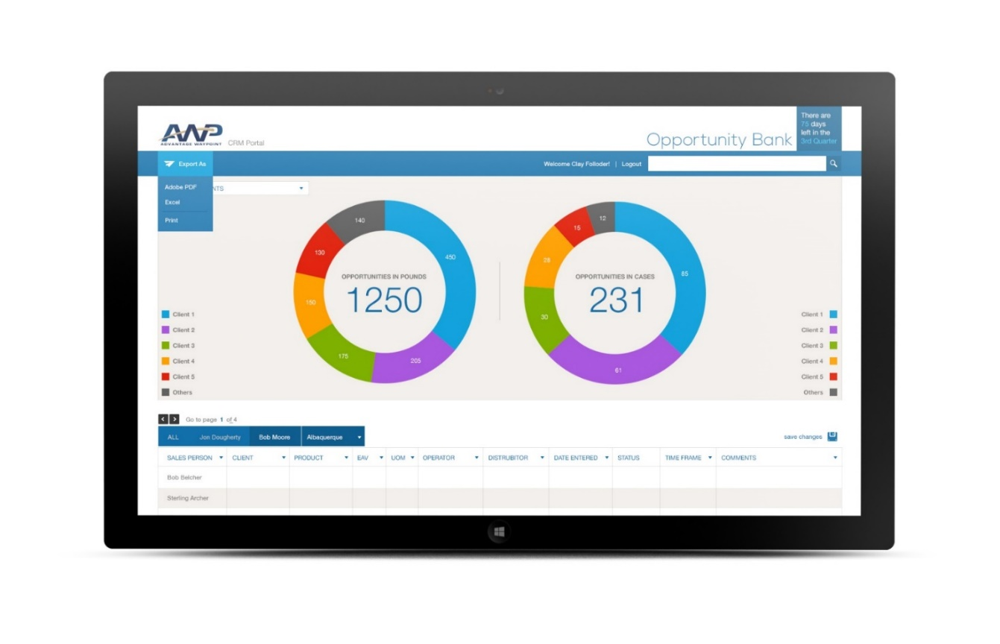 There are
75 days
left in the
3rd Quarter
AWP
ADVANTAGE WAYPOINT
CRM Portal
Opportunity Bank
Export As
Welcome Clay Folloder! | Logout
Adobe PDF
NTS
Excel
Print
140
450
130
150
175
205
OPPORTUNITIES IN POUNDS
1250
12
15
28
85
30
61
OPPORTUNITIES IN CASES
231
Client 1
Client 2
Client 3
Client 4
Client 5
Others
Client 1
Client 2
Client 3
Client 4
Client 5
Others
Go to page 1 of 4
ALL Jon Dougherty Bob Moore Albaquerque
save changes
SALES PERSON CLIENT PRODUCT EAV UOM OPERATOR DISTRUBITOR DATE ENTERED STATUS TIME FRAME COMMENTS
Bob Belcher
Sterling Archer